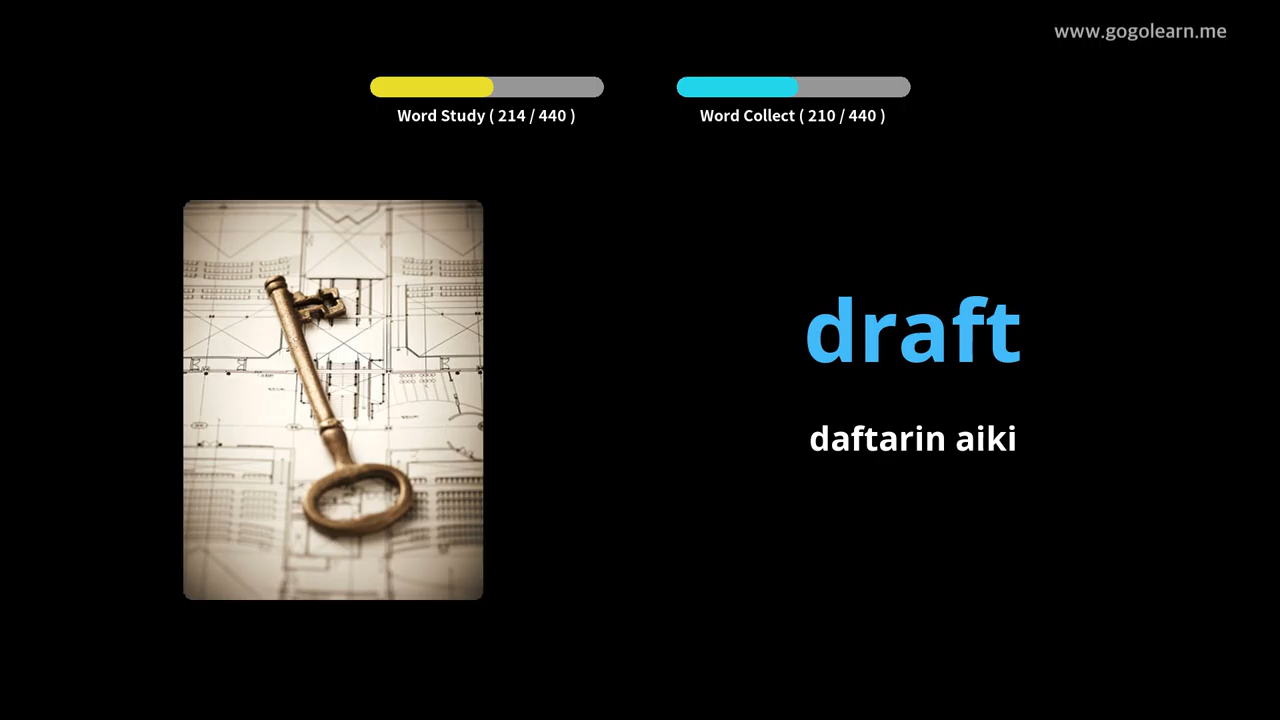 www.gogolearn.me
Word Study ( 214 / 440 )
Word Collect ( 210 / 440 )
draft
daftarin aiki